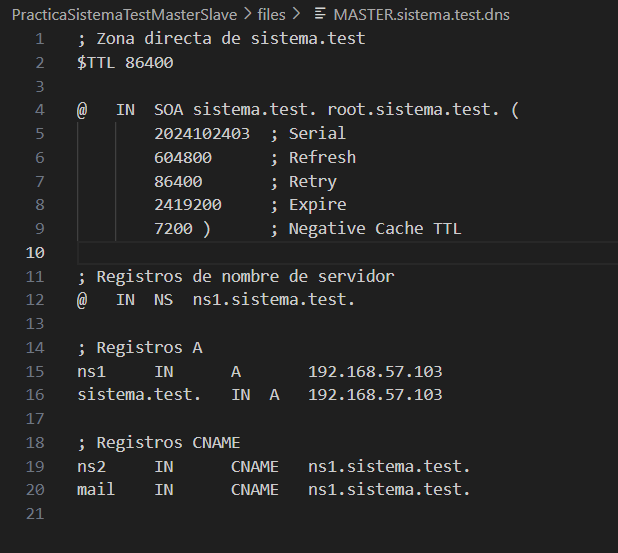 PracticaSistemaTestMasterSlave > files > MASTER.sistema.test.dns
1 ; Zona directa de sistema.test
2 $TTL 86400
3
4 @ IN SOA sistema.test. root.sistema.test. (
5 2024102403 ; Serial
6 604800 ; Refresh
7 86400 ; Retry
8 2419200 ; Expire
9 7200 ) ; Negative Cache TTL
10
11 ; Registros de nombre de servidor
12 @ IN NS ns1.sistema.test.
13
14 ; Registros A
15 ns1 IN A 192.168.57.103
16 sistema.test. IN A 192.168.57.103
17
18 ; Registros CNAME
19 ns2 IN CNAME ns1.sistema.test.
20 mail IN CNAME ns1.sistema.test.
21